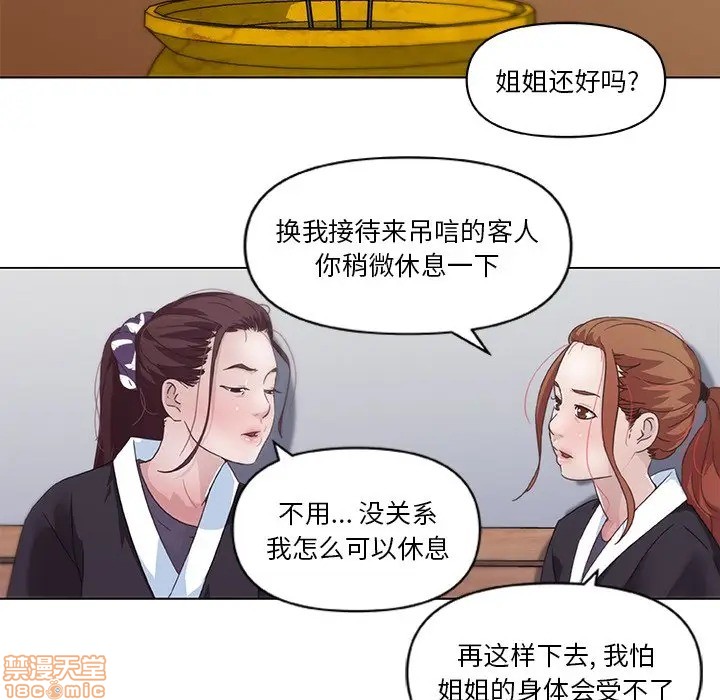 姐姐还好吗?
换我接待来吊唁的客人
你稍微休息一下
不用... 没关系
我怎么可以休息
再这样下去, 我怕
姐姐的身体会受不了
禁漫天堂
18comic